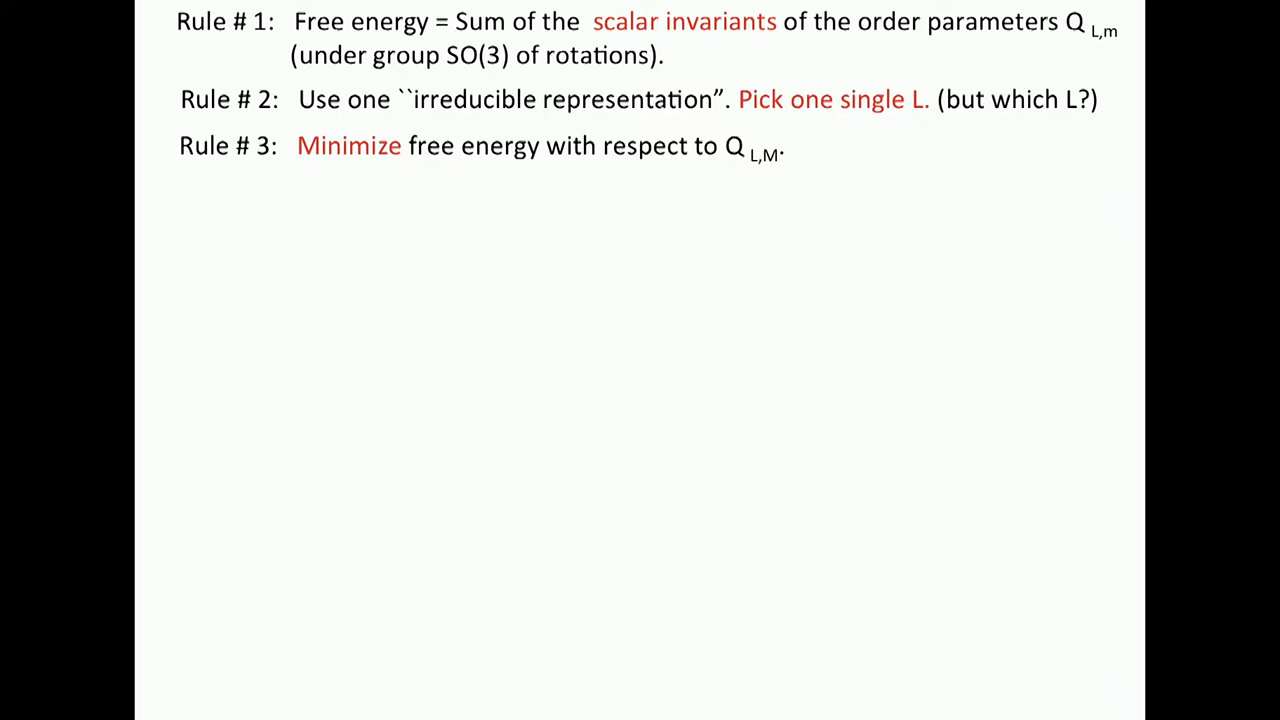 Rule # 1: Free energy = Sum of the scalar invariants of the order parameters Q L,m
(under group SO(3) of rotations).
Rule # 2: Use one ``irreducible representation”. Pick one single L. (but which L?)
Rule # 3: Minimize free energy with respect to Q L,M.